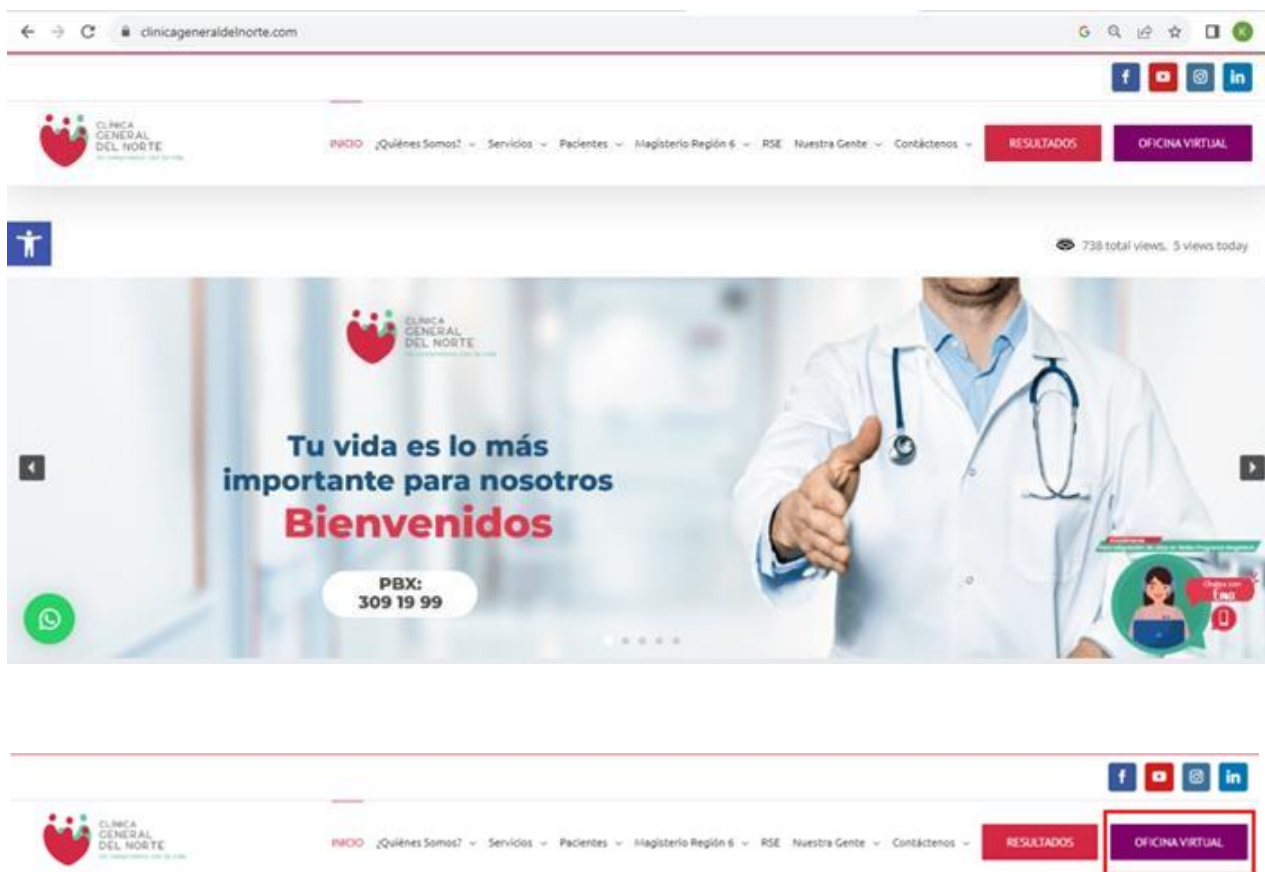 clinicageneraldelnorte.com
CLÍNICA
GENERAL
DEL NORTE
INICIO ¿Quiénes Somos? Servicios Pacientes Magisterio Región 6 RSE Nuestra Gente Contáctenos RESULTADOS OFICINA VIRTUAL
738 total views, 5 views today
CLÍNICA
GENERAL
DEL NORTE
Tu vida es lo más
importante para nosotros
Bienvenidos
PBX:
309 19 99
CLÍNICA
GENERAL
DEL NORTE
INICIO ¿Quiénes Somos? Servicios Pacientes Magisterio Región 6 RSE Nuestra Gente Contáctenos RESULTADOS OFICINA VIRTUAL